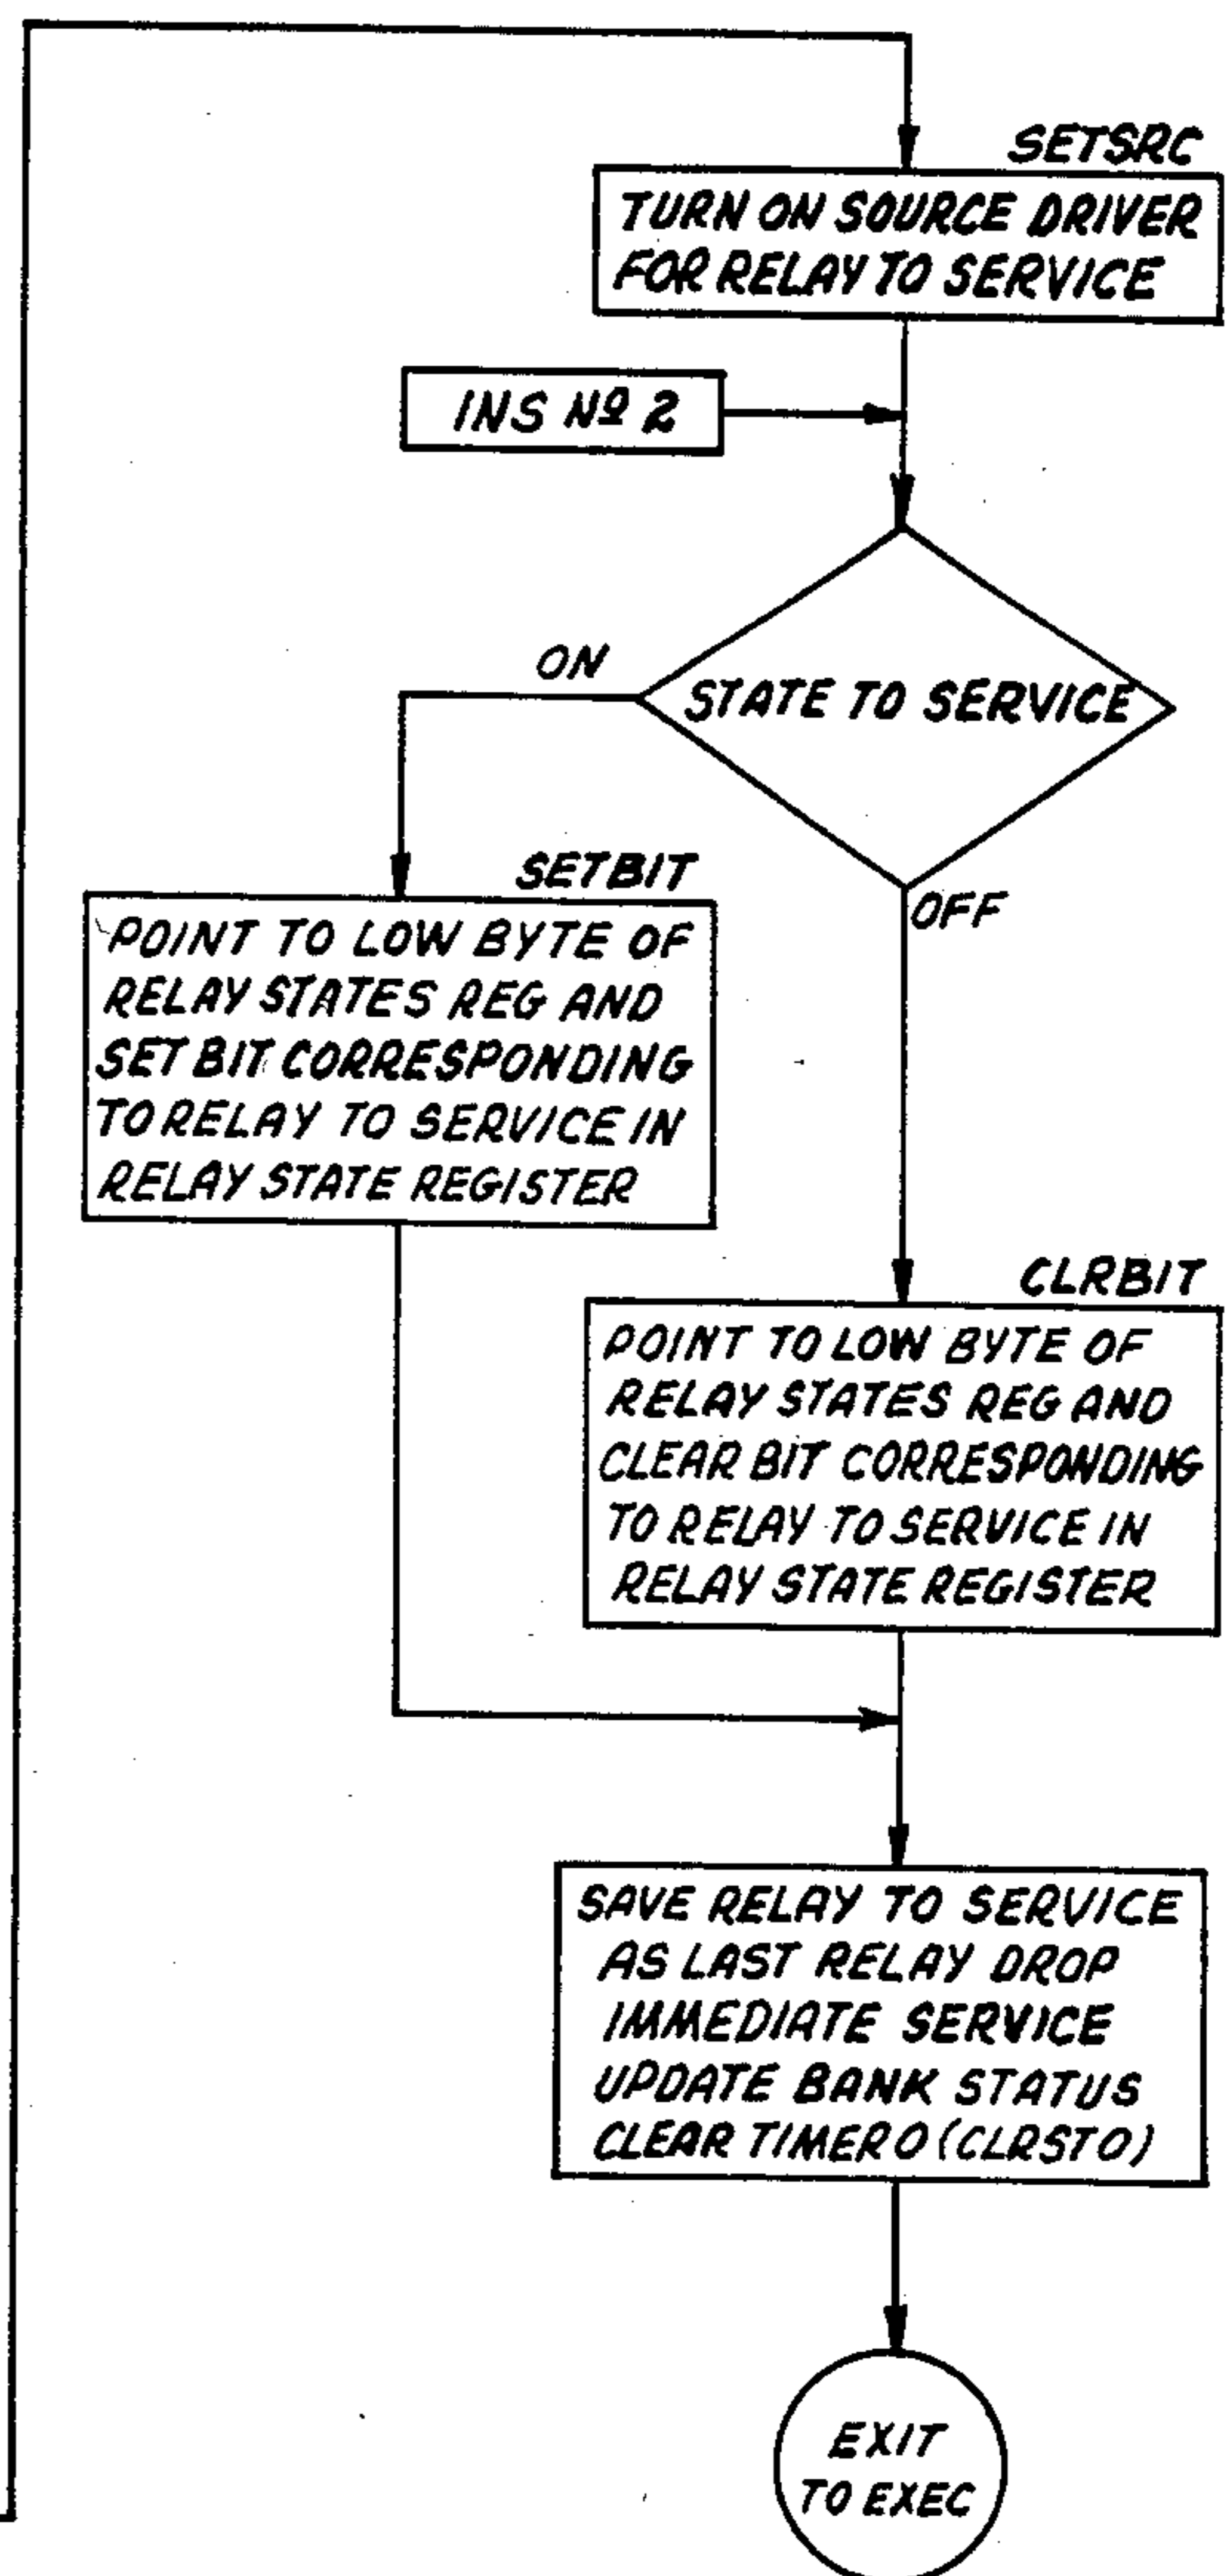 SETSRC
TURN ON SOURCE DRIVER
FOR RELAY TO SERVICE
INS Nº 2
STATE TO SERVICE
ON
OFF
SETBIT
POINT TO LOW BYTE OF
RELAY STATES REG AND
SET BIT CORRESPONDING
TO RELAY TO SERVICE IN
RELAY STATE REGISTER
CLRBIT
POINT TO LOW BYTE OF
RELAY STATES REG AND
CLEAR BIT CORRESPONDING
TO RELAY TO SERVICE IN
RELAY STATE REGISTER
SAVE RELAY TO SERVICE
AS LAST RELAY DROP
IMMEDIATE SERVICE
UPDATE BANK STATUS
CLEAR TIMER 0 (CLRST0)
EXIT
TO EXEC